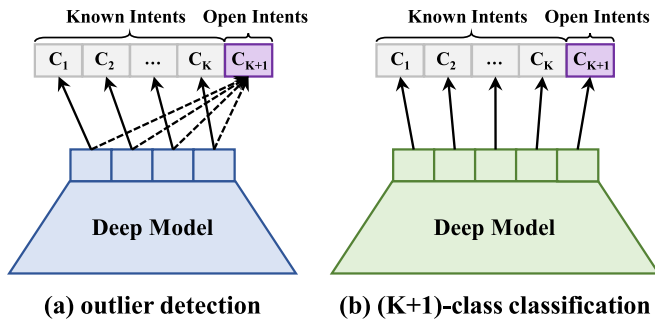 Known Intents Open Intents
C1 C2 ... CK CK+1
Deep Model
(a) outlier detection
Known Intents Open Intents
C1 C2 ... CK CK+1
Deep Model
(b) (K+1)-class classification